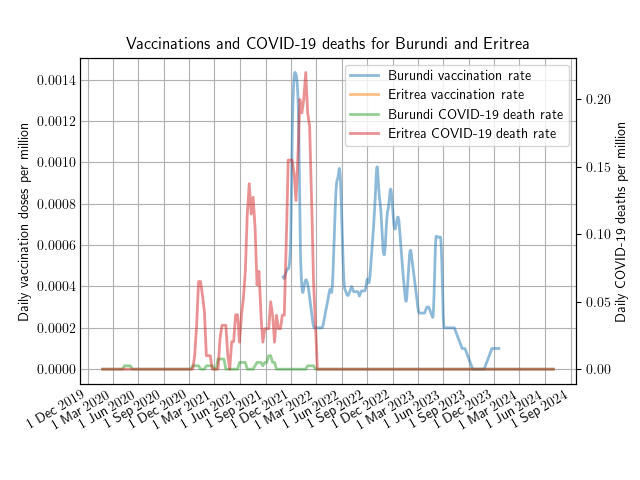 Vaccinations and COVID-19 deaths for Burundi and Eritrea
Burundi vaccination rate
Eritrea vaccination rate
Burundi COVID-19 death rate
Eritrea COVID-19 death rate
Daily vaccination doses per million
0.0014
0.0012
0.0010
0.0008
0.0006
0.0004
0.0002
0.0000
Daily COVID-19 deaths per million
0.20
0.15
0.10
0.05
0.00
1 Dec 2019
1 Mar 2020
1 Jun 2020
1 Sep 2020
1 Dec 2020
1 Mar 2021
1 Jun 2021
1 Sep 2021
1 Dec 2021
1 Mar 2022
1 Jun 2022
1 Sep 2022
1 Dec 2022
1 Mar 2023
1 Jun 2023
1 Sep 2023
1 Dec 2023
1 Mar 2024
1 Jun 2024
1 Sep 2024